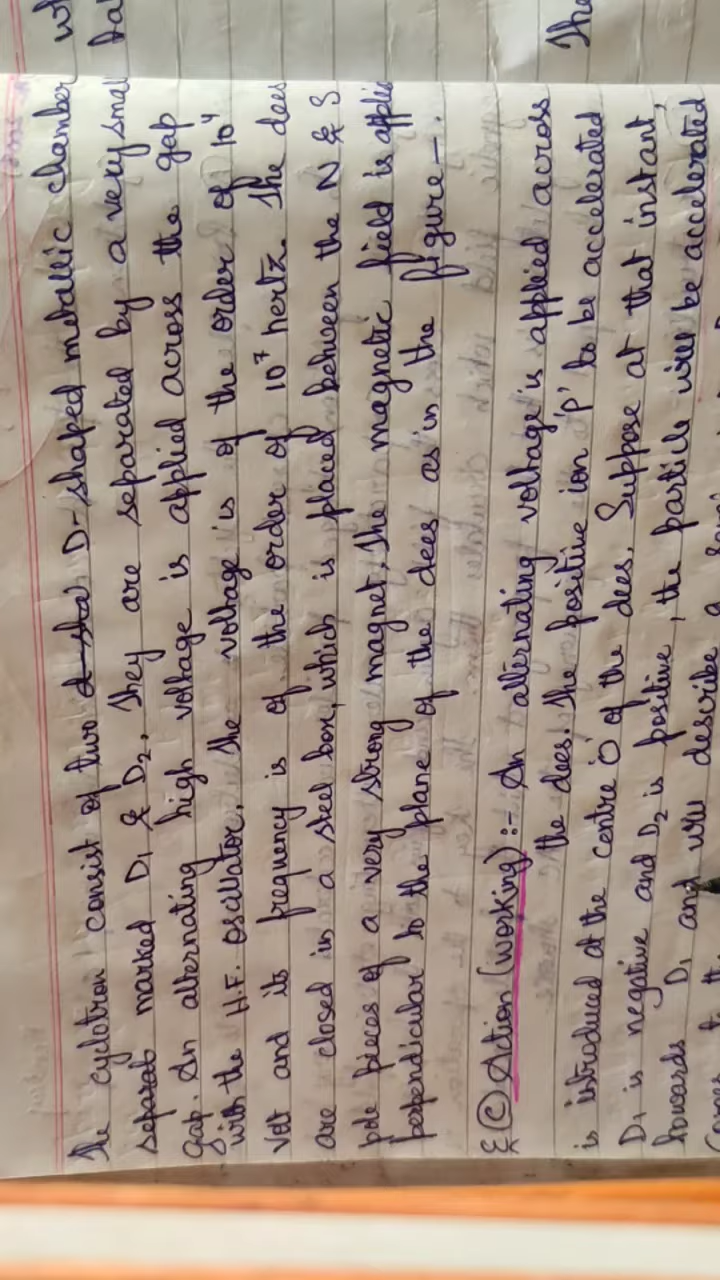 The cyclotron consist of two d-sha D-shaped metallic chamber
separat marked D₁ & D₂. They are separated by a very smal
gap. An alternating high voltage is applied across the gap
with the H.F. oscillator. The voltage is of the order of 10⁴
Volt and its frequency is of the order of 10⁷ hertz. The dees
are closed in a steel box, which is placed between the N & S
pole pieces of a very strong magnet. The magnetic field is applie
perpendicular to the plane of the dees as in the figure -.
(C) Action (working) :- An alternating voltage is applied across
the dees. The positive ion 'P' to be accelerated
is introduced at the centre O of the dees. Suppose at that instant,
D₁ is negative and D₂ is positive, the particle will be accelerated
towards D₁ and will describe a
The